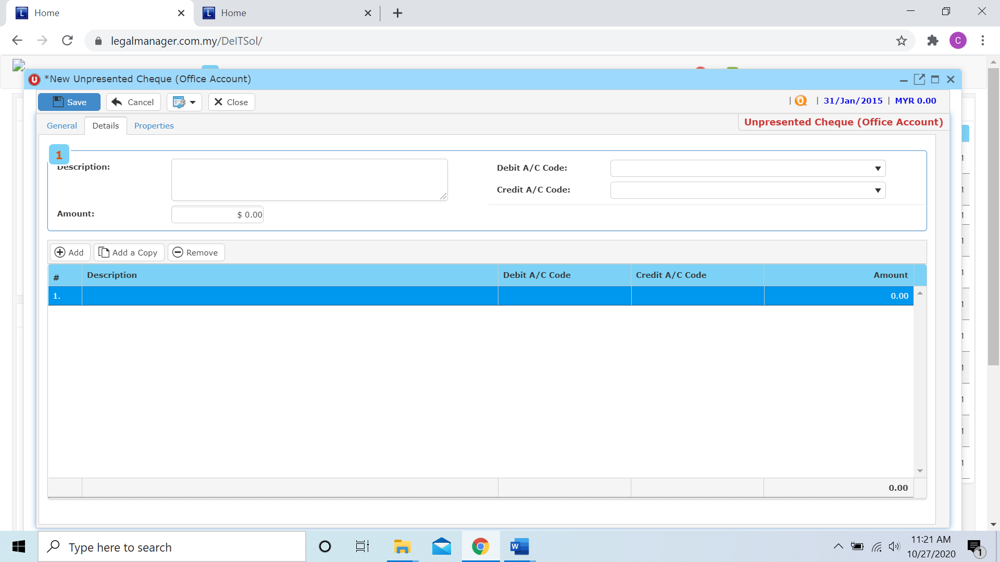 Home
Home
legalmanager.com.my/DelTSol/
C
*New Unpresented Cheque (Office Account)
Save
Cancel
Close
| | 31/Jan/2015 | MYR 0.00
General
Details
Properties
Unpresented Cheque (Office Account)
1
Description:
Debit A/C Code:
Credit A/C Code:
Amount:
$ 0.00
Add
Add a Copy
Remove
# Description Debit A/C Code Credit A/C Code Amount
1. 0.00
0.00
Type here to search
11:21 AM
10/27/2020
1